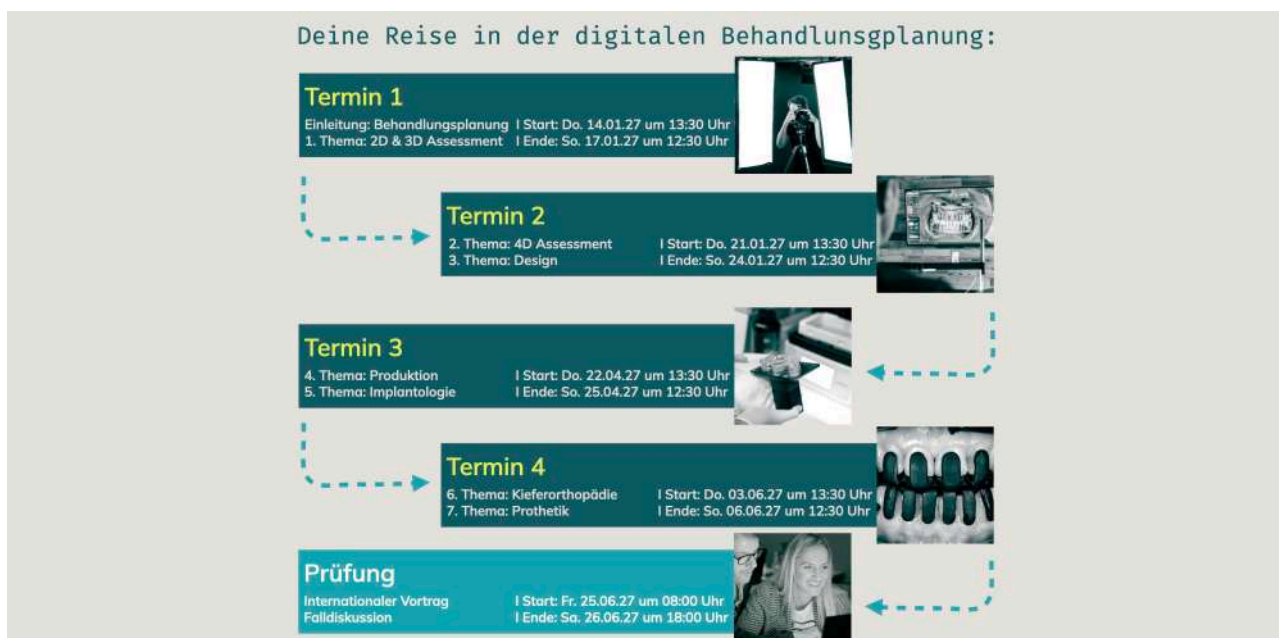 Deine Reise in der digitalen Behandlunsgplanung:
Termin 1
Einleitung: Behandlungsplanung I Start: Do. 14.01.27 um 13:30 Uhr
1. Thema: 2D & 3D Assessment I Ende: So. 17.01.27 um 12:30 Uhr
Termin 2
2. Thema: 4D Assessment I Start: Do. 21.01.27 um 13:30 Uhr
3. Thema: Design I Ende: So. 24.01.27 um 12:30 Uhr
Termin 3
4. Thema: Produktion I Start: Do. 22.04.27 um 13:30 Uhr
5. Thema: Implantologie I Ende: So. 25.04.27 um 12:30 Uhr
Termin 4
6. Thema: Kieferorthopädie I Start: Do. 03.06.27 um 13:30 Uhr
7. Thema: Prothetik I Ende: So. 06.06.27 um 12:30 Uhr
Prüfung
Internationaler Vortrag I Start: Fr. 25.06.27 um 08:00 Uhr
Falldiskussion I Ende: Sa. 26.06.27 um 18:00 Uhr